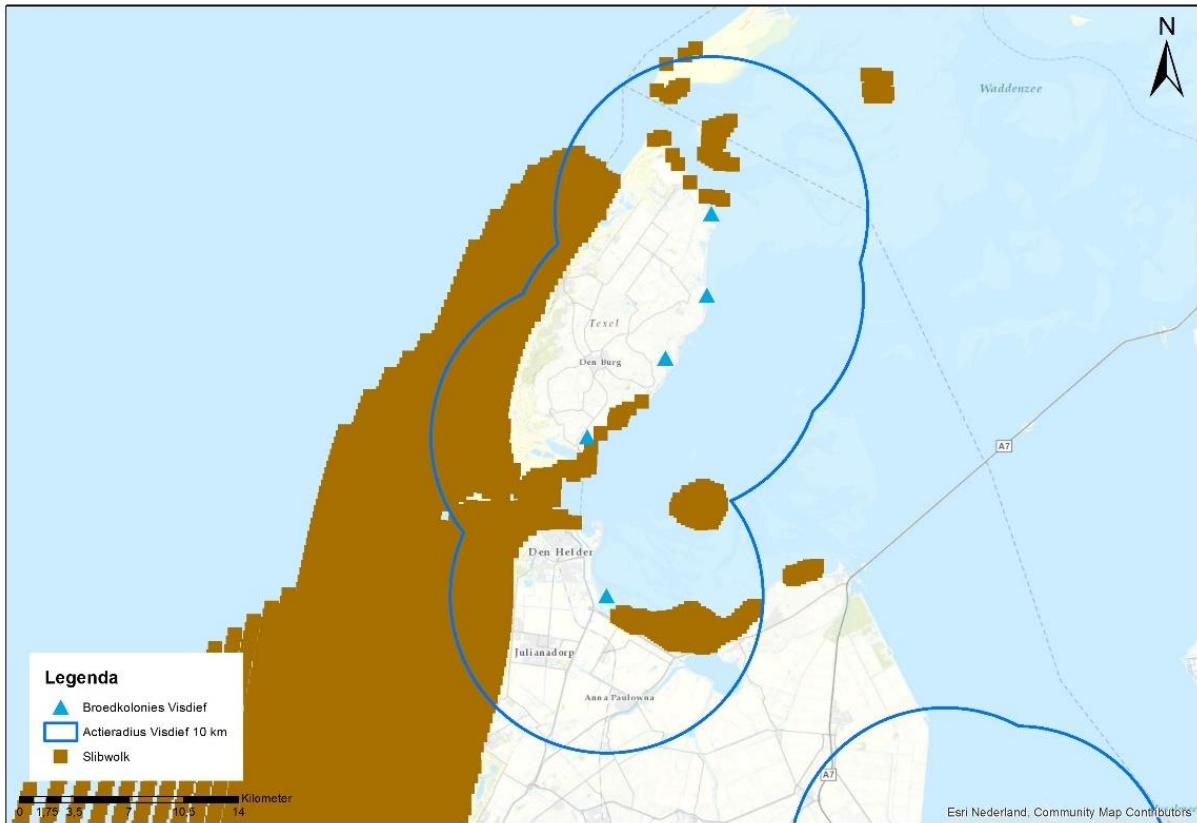 N
Waddenzee
Texel
Den Burg
A7
Den Helder
Julianadorp
Anna Paulowna
A7
Legenda
Broedkolonies Visdief
Actieradius Visdief 10 km
Slibwolk
Kilometer
0 1,75 3,5 7 10,5 14
Esri Nederland, Community Map Contributors